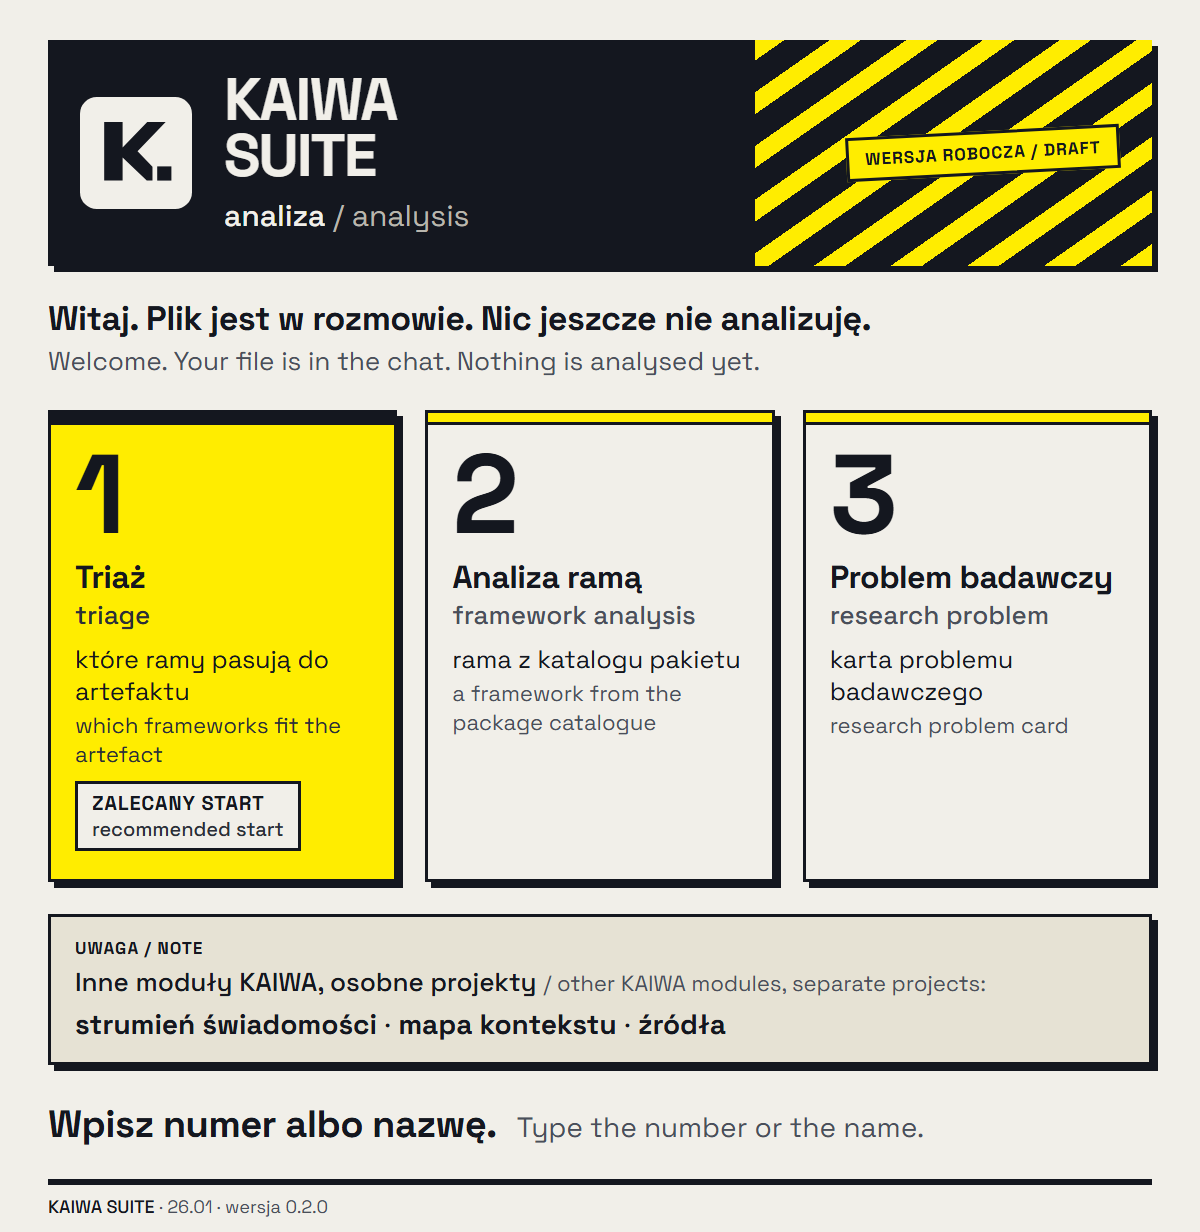 K.
KAIWA
SUITE
analiza / analysis
WERSJA ROBOCZA / DRAFT
Witaj. Plik jest w rozmowie. Nic jeszcze nie analizuję.
Welcome. Your file is in the chat. Nothing is analysed yet.
1
Triaż
triage
które ramy pasują do
artefaktu
which frameworks fit the
artefact
ZALECANY START
recommended start
2
Analiza ramą
framework analysis
rama z katalogu pakietu
a framework from the
package catalogue
3
Problem badawczy
research problem
karta problemu
badawczego
research problem card
UWAGA / NOTE
Inne moduły KAIWA, osobne projekty / other KAIWA modules, separate projects:
strumień świadomości · mapa kontekstu · źródła
Wpisz numer albo nazwę. Type the number or the name.
KAIWA SUITE · 26.01 · wersja 0.2.0